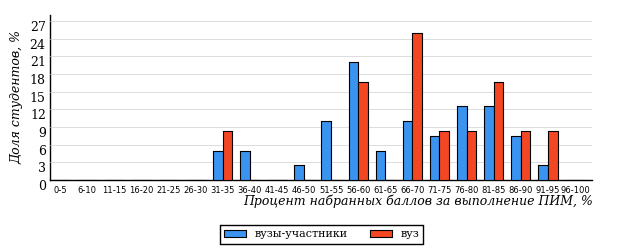 Доля студентов, %
27
24
21
18
15
12
9
6
3
0
0-5 6-10 11-15 16-20 21-25 26-30 31-35 36-40 41-45 46-50 51-55 56-60 61-65 66-70 71-75 76-80 81-85 86-90 91-95 96-100
Процент набранных баллов за выполнение ПИМ, %
вузы-участники вуз